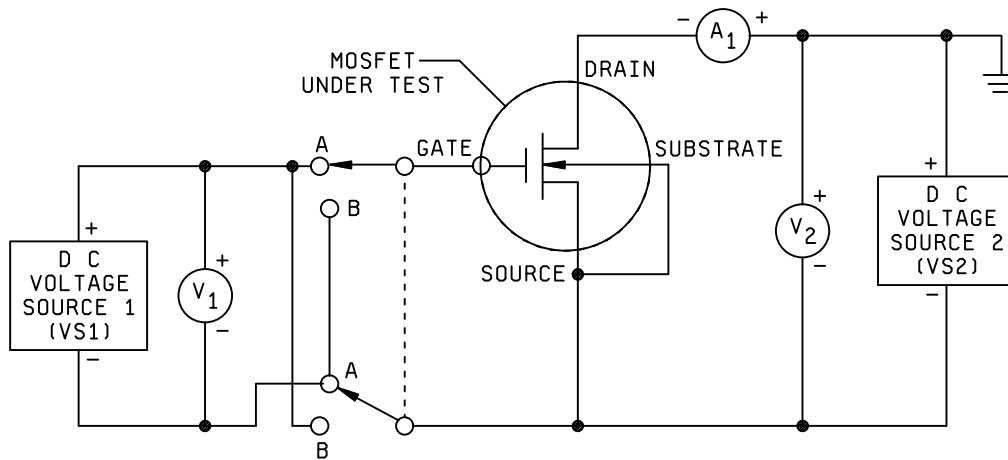 - A1 +
MOSFET
UNDER TEST
DRAIN
A
GATE
SUBSTRATE
B
+
D C
VOLTAGE
SOURCE 1
(VS1)
-
+
V1
-
SOURCE
+
V2
-
+
D C
VOLTAGE
SOURCE 2
(VS2)
-
A
B